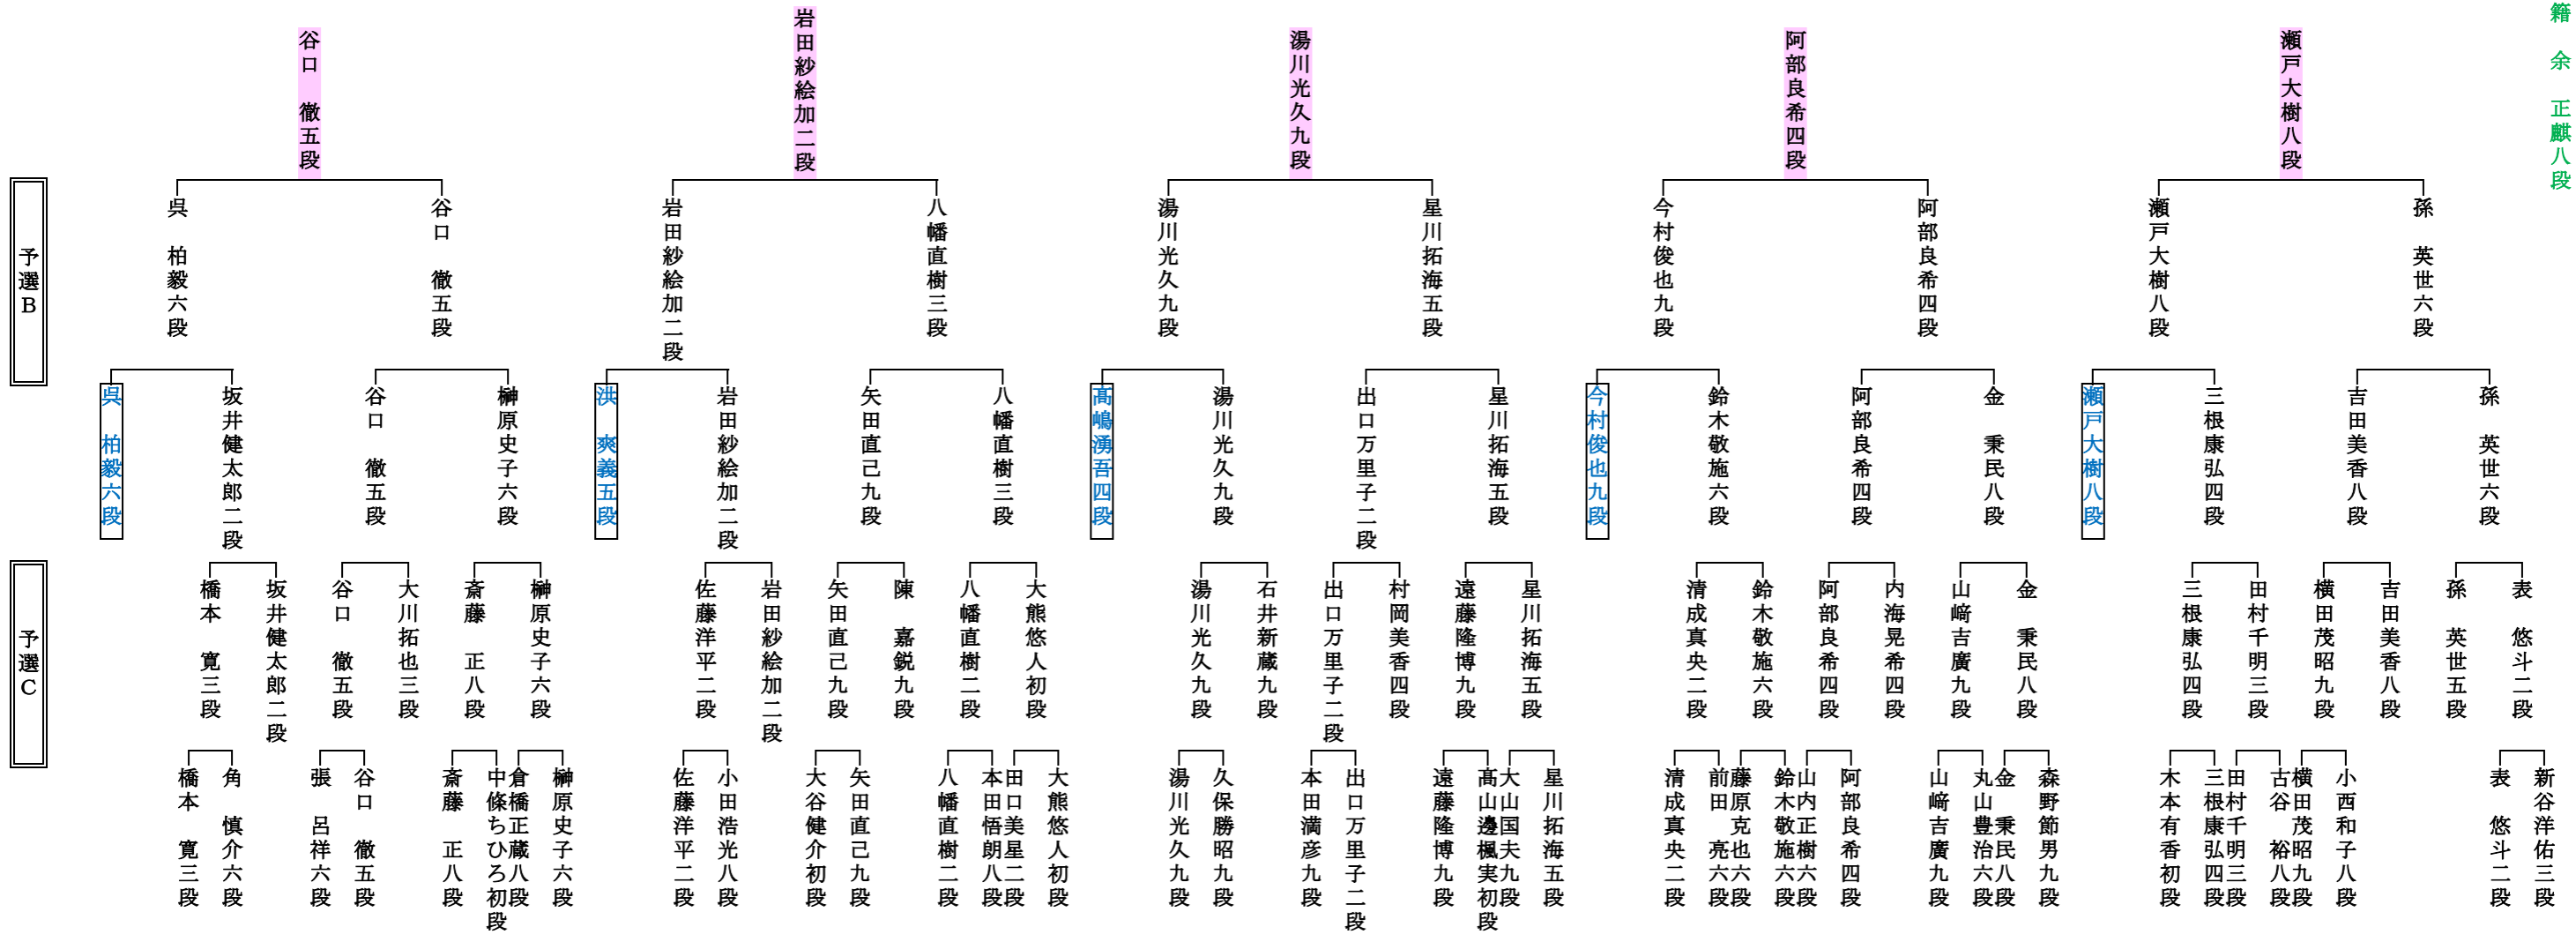 籍　余　正麒八段
谷口　徹五段
岩田紗絵加二段
湯川光久九段
阿部良希四段
瀬戸大樹八段
予選B
呉　柏毅六段
谷口　徹五段
岩田紗絵加二段
八幡直樹三段
湯川光久九段
星川拓海五段
今村俊也九段
阿部良希四段
瀬戸大樹八段
孫　英世六段
呉　柏毅六段
坂井健太郎二段
谷口　徹五段
榊原史子六段
洪　爽義五段
岩田紗絵加二段
矢田直己九段
八幡直樹三段
髙嶋湧吾四段
湯川光久九段
出口万里子二段
星川拓海五段
今村俊也九段
鈴木敬施六段
阿部良希四段
金　秉民八段
瀬戸大樹八段
三根康弘四段
吉田美香八段
孫　英世六段
予選C
橋本　寛三段
坂井健太郎二段
谷口　徹五段
大川拓也三段
斎藤　正八段
榊原史子六段
佐藤洋平二段
岩田紗絵加二段
矢田直己九段
陳　嘉鋭九段
八幡直樹二段
大熊悠人初段
湯川光久九段
石井新蔵九段
出口万里子二段
村岡美香四段
遠藤隆博九段
星川拓海五段
清成真央二段
鈴木敬施六段
阿部良希四段
内海晃希四段
山﨑吉廣九段
金　秉民八段
三根康弘四段
田村千明三段
横田茂昭九段
吉田美香八段
孫　英世五段
表　悠斗二段
橋本　寛三段
角　慎介六段
張　呂祥六段
谷口　徹五段
斎藤　正八段
中條ちひろ初段
倉橋正蔵八段
榊原史子六段
佐藤洋平二段
小田浩光八段
大谷健介初段
矢田直己九段
八幡直樹二段
本田悟朗八段
田口美星二段
大熊悠人初段
湯川光久九段
久保勝昭九段
本田満彦九段
出口万里子二段
遠藤隆博九段
髙山邊楓実初段
大山国夫九段
星川拓海五段
清成真央二段
前田　亮六段
藤原克也六段
鈴木敬施六段
山内正樹六段
阿部良希四段
山﨑吉廣九段
丸山豊治六段
金　秉民八段
森野節男九段
木本有香初段
三根康弘四段
田村千明三段
古谷　裕八段
横田茂昭九段
小西和子八段
表　悠斗二段
新谷洋佑三段